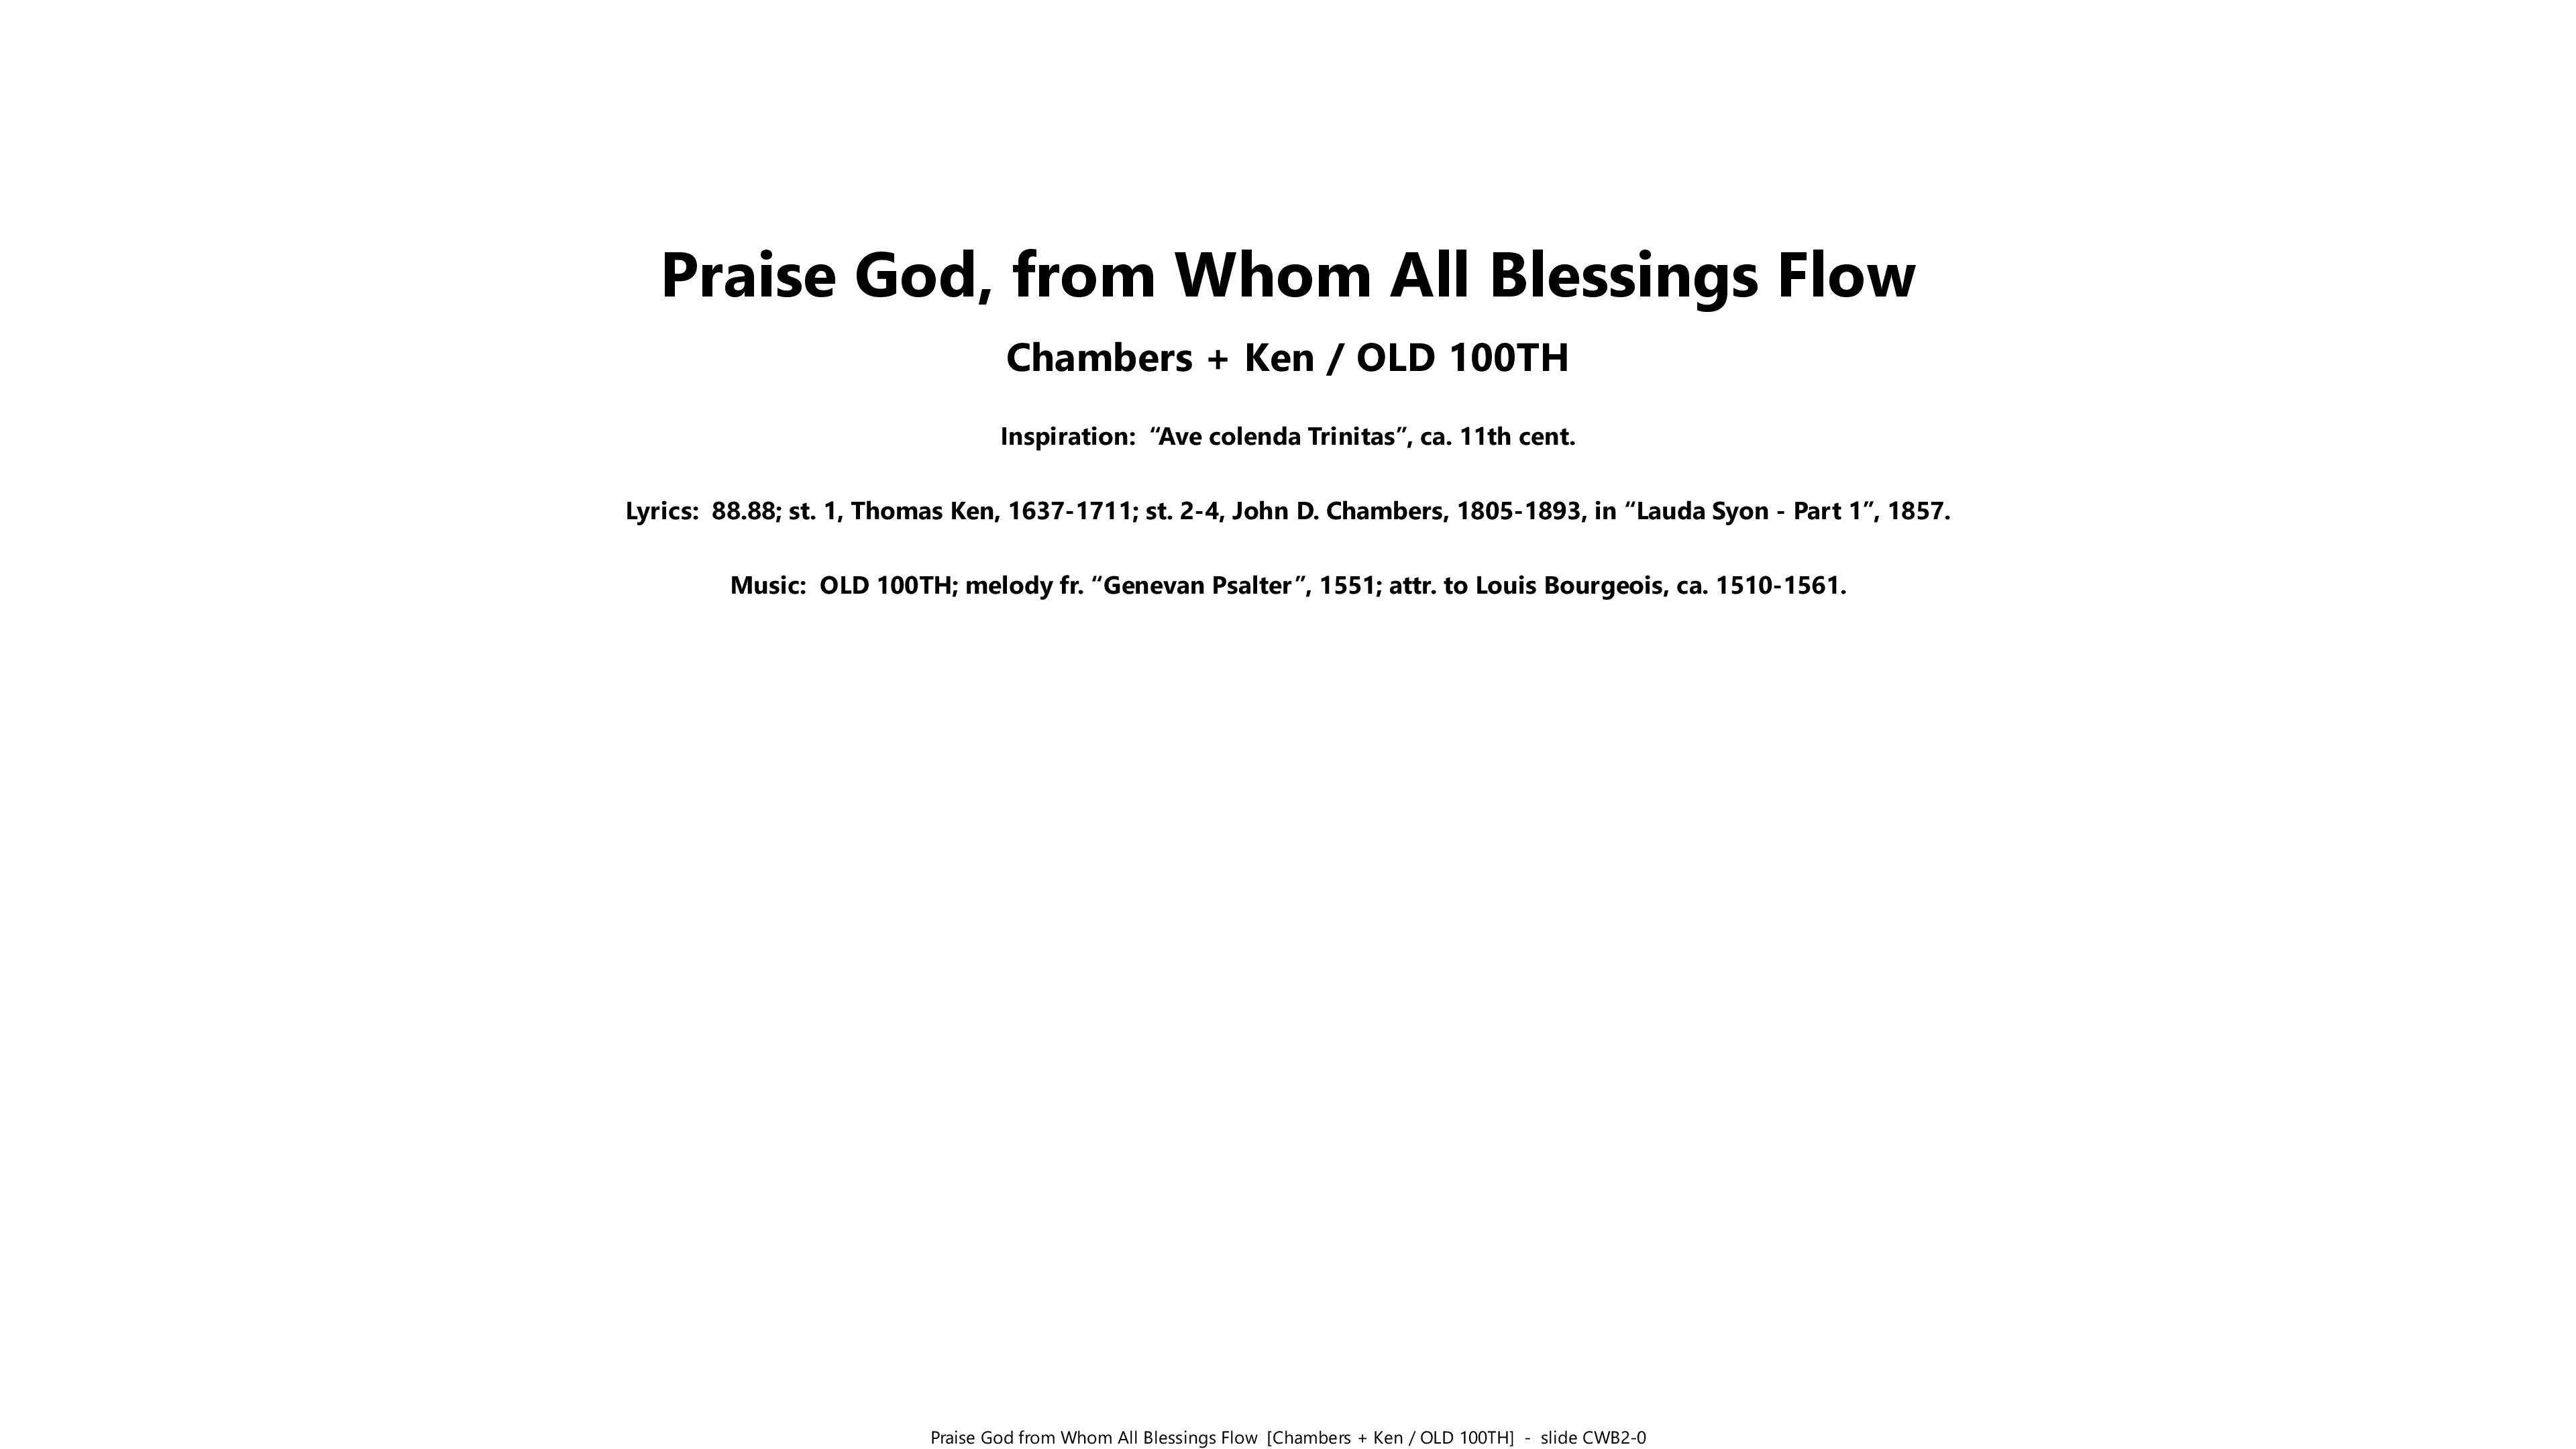 Praise God, from Whom All Blessings Flow
Chambers + Ken / OLD 100TH
Inspiration:  “Ave colenda Trinitas”, ca. 11th cent.
Lyrics:  88.88; st. 1, Thomas Ken, 1637-1711; st. 2-4, John D. Chambers, 1805-1893, in “Lauda Syon - Part 1”, 1857.
Music:  OLD 100TH; melody fr. “Genevan Psalter”, 1551; attr. to Louis Bourgeois, ca. 1510-1561.
Praise God from Whom All Blessings Flow  [Chambers + Ken / OLD 100TH]  -  slide CWB2-0